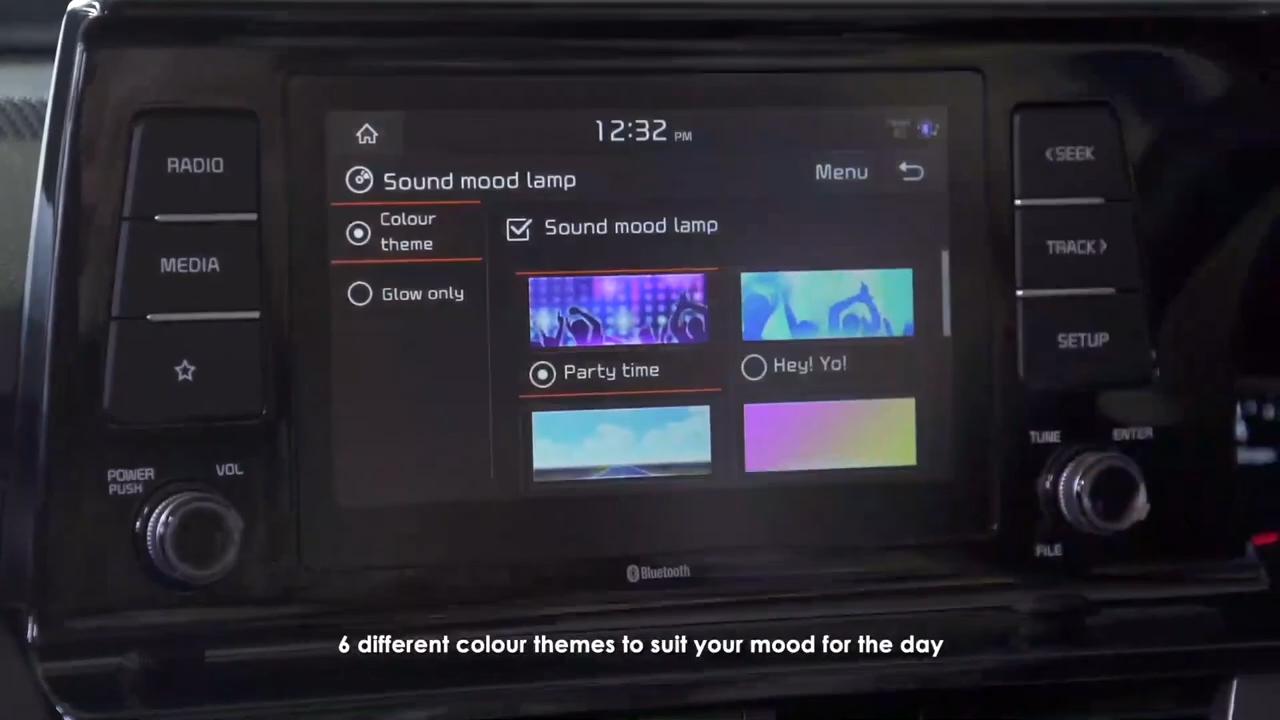 12:32 PM
Sound mood lamp
Menu
Colour
theme
Glow only
Sound mood lamp
Party time
Hey! Yo!
RADIO
MEDIA
POWER
PUSH
VOL
<SEEK
TRACK>
SETUP
TUNE
ENTER
FILE
Bluetooth
6 different colour themes to suit your mood for the day